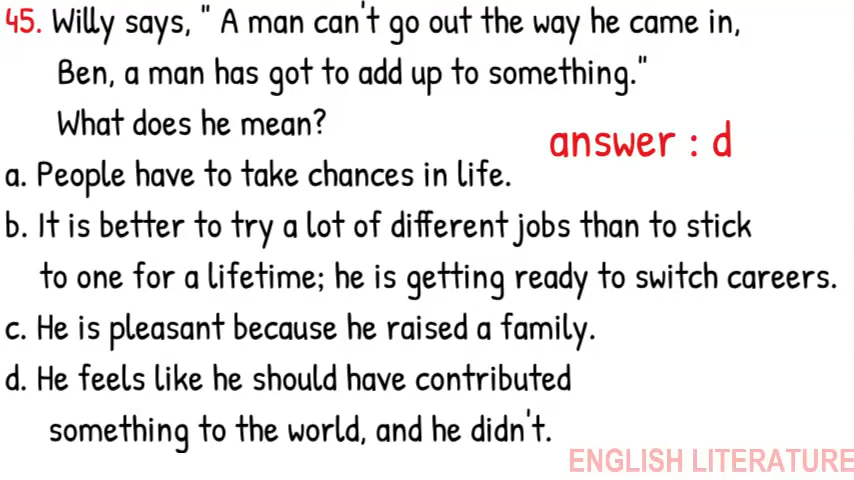 45. Willy says, " A man can't go out the way he came in,
Ben, a man has got to add up to something."
What does he mean?
answer : d
a. People have to take chances in life.
b. It is better to try a lot of different jobs than to stick
to one for a lifetime; he is getting ready to switch careers.
c. He is pleasant because he raised a family.
d. He feels like he should have contributed
something to the world, and he didn't.
ENGLISH LITERATURE